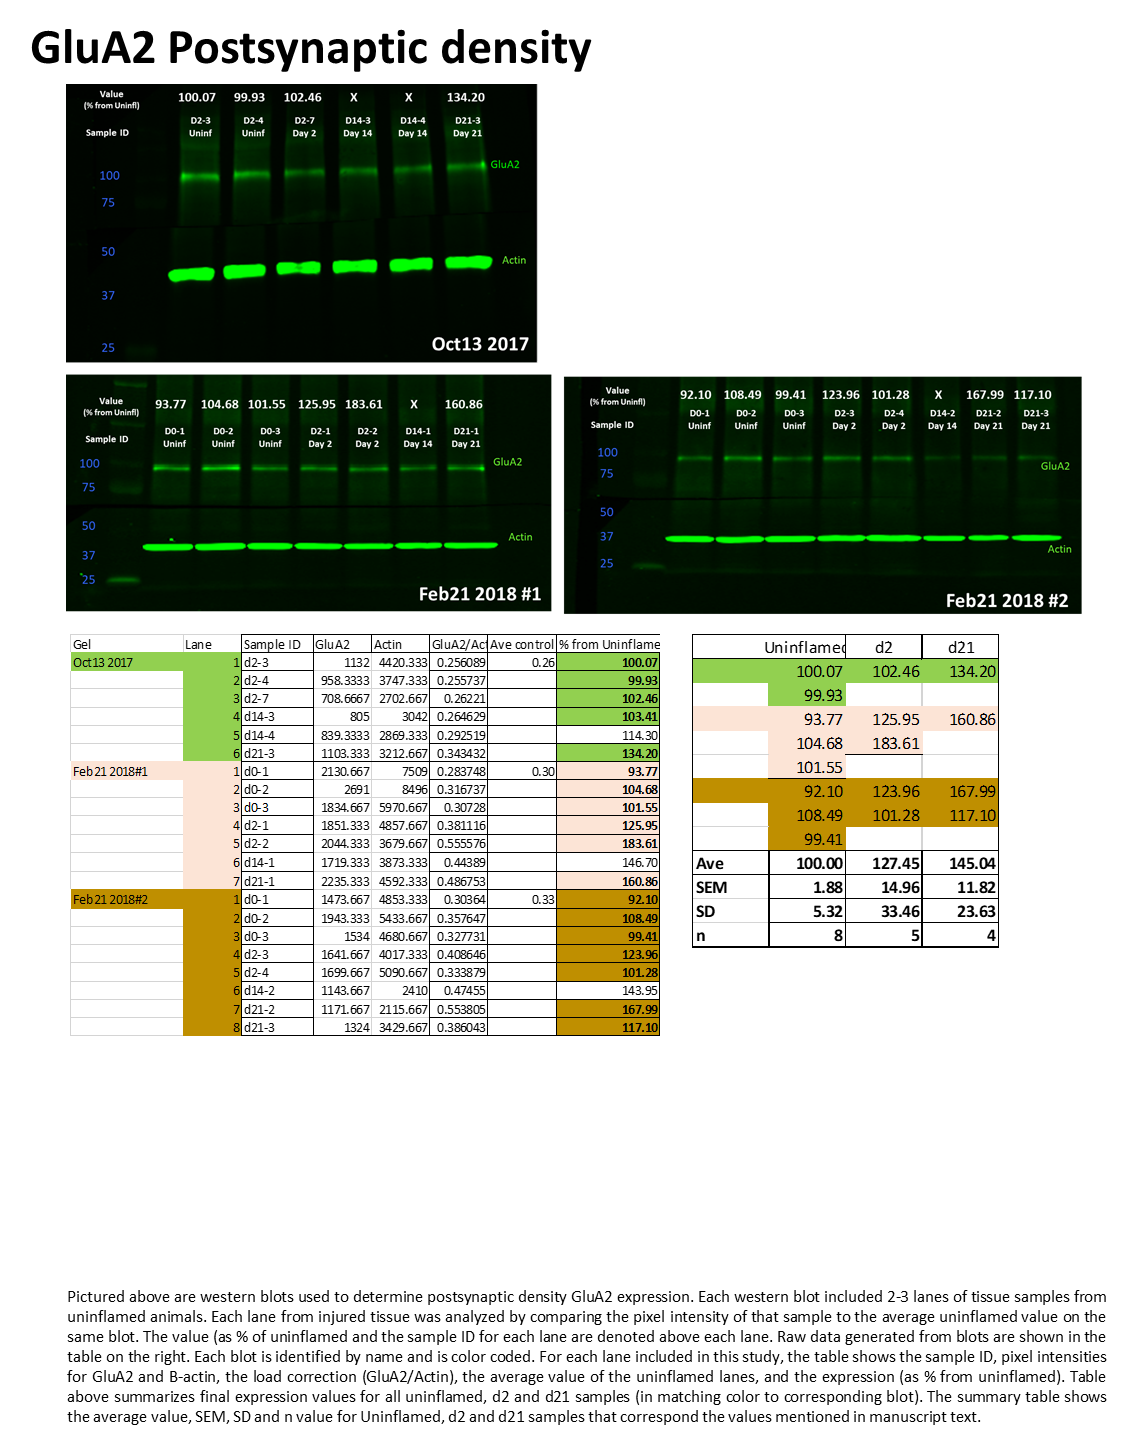 GluA2 Postsynaptic density
Value (% from Uninfl) 100.07 99.93 102.46 X X 134.20
Sample ID D2-3 Uninf D2-4 Uninf D2-7 Day 2 D14-3 Day 14 D14-4 Day 14 D21-3 Day 21
GluA2
100
75
50
Actin
37
25
Oct13 2017
Value (% from Uninfl) 93.77 104.68 101.55 125.95 183.61 X 160.86
Sample ID D0-1 Uninf D0-2 Uninf D0-3 Uninf D2-1 Day 2 D2-2 Day 2 D14-1 Day 14 D21-1 Day 21
GluA2
100
75
50
Actin
37
25
Feb21 2018 #1
Value (% from Uninfl) 92.10 108.49 99.41 123.96 101.28 X 167.99 117.10
Sample ID D0-1 Uninf D0-2 Uninf D0-3 Uninf D2-3 Day 2 D2-4 Day 2 D14-2 Day 14 D21-2 Day 21 D21-3 Day 21
100
GluA2
75
50
37
Actin
25
Feb21 2018 #2
Gel Lane Sample ID GluA2 Actin GluA2/Act Ave control % from Uninflame
Oct13 2017 1 d2-3 1132 4420.333 0.256089 0.26 100.07
2 d2-4 958.3333 3747.333 0.255737 99.93
3 d2-7 708.6667 2702.667 0.26221 102.46
4 d14-3 805 3042 0.264629 103.41
5 d14-4 839.3333 2869.333 0.292519 114.30
6 d21-3 1103.333 3212.667 0.343432 134.20
Feb21 2018#1 1 d0-1 2130.667 7509 0.283748 0.30 93.77
2 d0-2 2691 8496 0.316737 104.68
3 d0-3 1834.667 5970.667 0.30728 101.55
4 d2-1 1851.333 4857.667 0.381116 125.95
5 d2-2 2044.333 3679.667 0.555576 183.61
6 d14-1 1719.333 3873.333 0.44389 146.70
7 d21-1 2235.333 4592.333 0.486753 160.86
Feb21 2018#2 1 d0-1 1473.667 4853.333 0.30364 0.33 92.10
2 d0-2 1943.333 5433.667 0.357647 108.49
3 d0-3 1534 4680.667 0.327731 99.41
4 d2-3 1641.667 4017.333 0.408646 123.96
5 d2-4 1699.667 5090.667 0.333879 101.28
6 d14-2 1143.667 2410 0.47455 143.95
7 d21-2 1171.667 2115.667 0.553805 167.99
8 d21-3 1324 3429.667 0.386043 117.10
Uninflamed d2 d21
100.07 102.46 134.20
99.93
93.77 125.95 160.86
104.68 183.61
101.55
92.10 123.96 167.99
108.49 101.28 117.10
99.41
Ave 100.00 127.45 145.04
SEM 1.88 14.96 11.82
SD 5.32 33.46 23.63
n 8 5 4
Pictured above are western blots used to determine postsynaptic density GluA2 expression. Each western blot included 2-3 lanes of tissue samples from
uninflamed animals. Each lane from injured tissue was analyzed by comparing the pixel intensity of that sample to the average uninflamed value on the
same blot. The value (as % of uninflamed and the sample ID for each lane are denoted above each lane. Raw data generated from blots are shown in the
table on the right. Each blot is identified by name and is color coded. For each lane included in this study, the table shows the sample ID, pixel intensities
for GluA2 and B-actin, the load correction (GluA2/Actin), the average value of the uninflamed lanes, and the expression (as % from uninflamed). Table
above summarizes final expression values for all uninflamed, d2 and d21 samples (in matching color to corresponding blot). The summary table shows
the average value, SEM, SD and n value for Uninflamed, d2 and d21 samples that correspond the values mentioned in manuscript text.